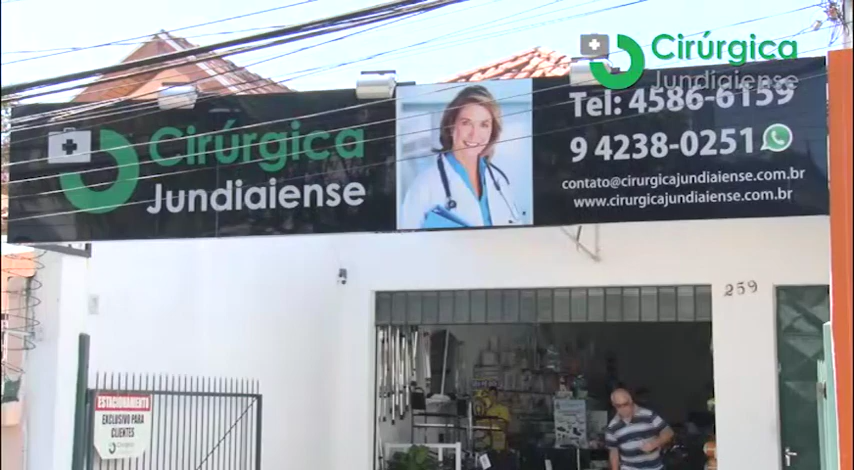 Cirúrgica
Jundiaiense
Cirúrgica
Jundiaiense
Tel: 4586-6159
9 4238-0251
contato@cirurgicajundiaiense.com.br
www.cirurgicajundiaiense.com.br
259
ESTACIONAMENTO
EXCLUSIVO PARA
CLIENTES
Cirúrgica